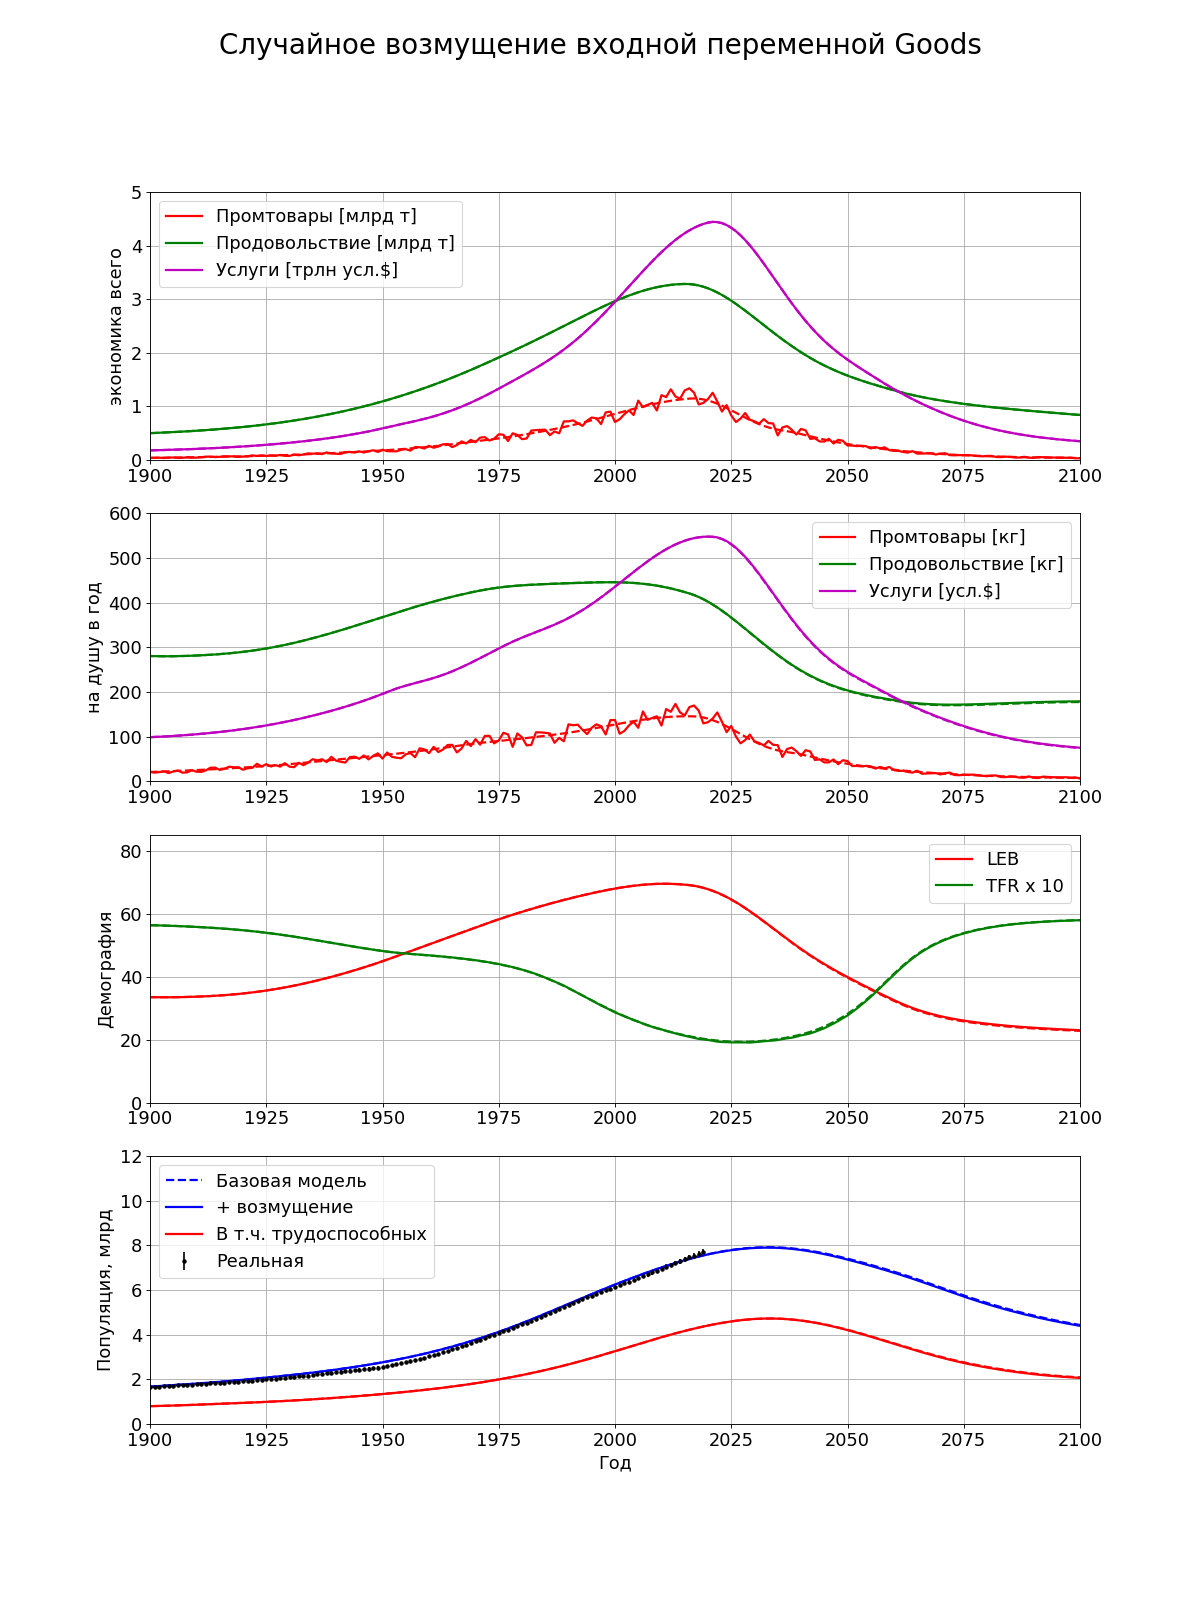 Случайное возмущение входной переменной Goods
экономика всего
5
4
3
2
1
0
Промтовары [млрд т]
Продовольствие [млрд т]
Услуги [трлн усл.$]
1900 1925 1950 1975 2000 2025 2050 2075 2100
на душу в год
600
500
400
300
200
100
0
Промтовары [кг]
Продовольствие [кг]
Услуги [усл.$]
1900 1925 1950 1975 2000 2025 2050 2075 2100
Демография
80
60
40
20
0
LEB
TFR x 10
1900 1925 1950 1975 2000 2025 2050 2075 2100
Популяция, млрд
12
10
8
6
4
2
0
Базовая модель
+ возмущение
В т.ч. трудоспособных
Реальная
1900 1925 1950 1975 2000 2025 2050 2075 2100
Год